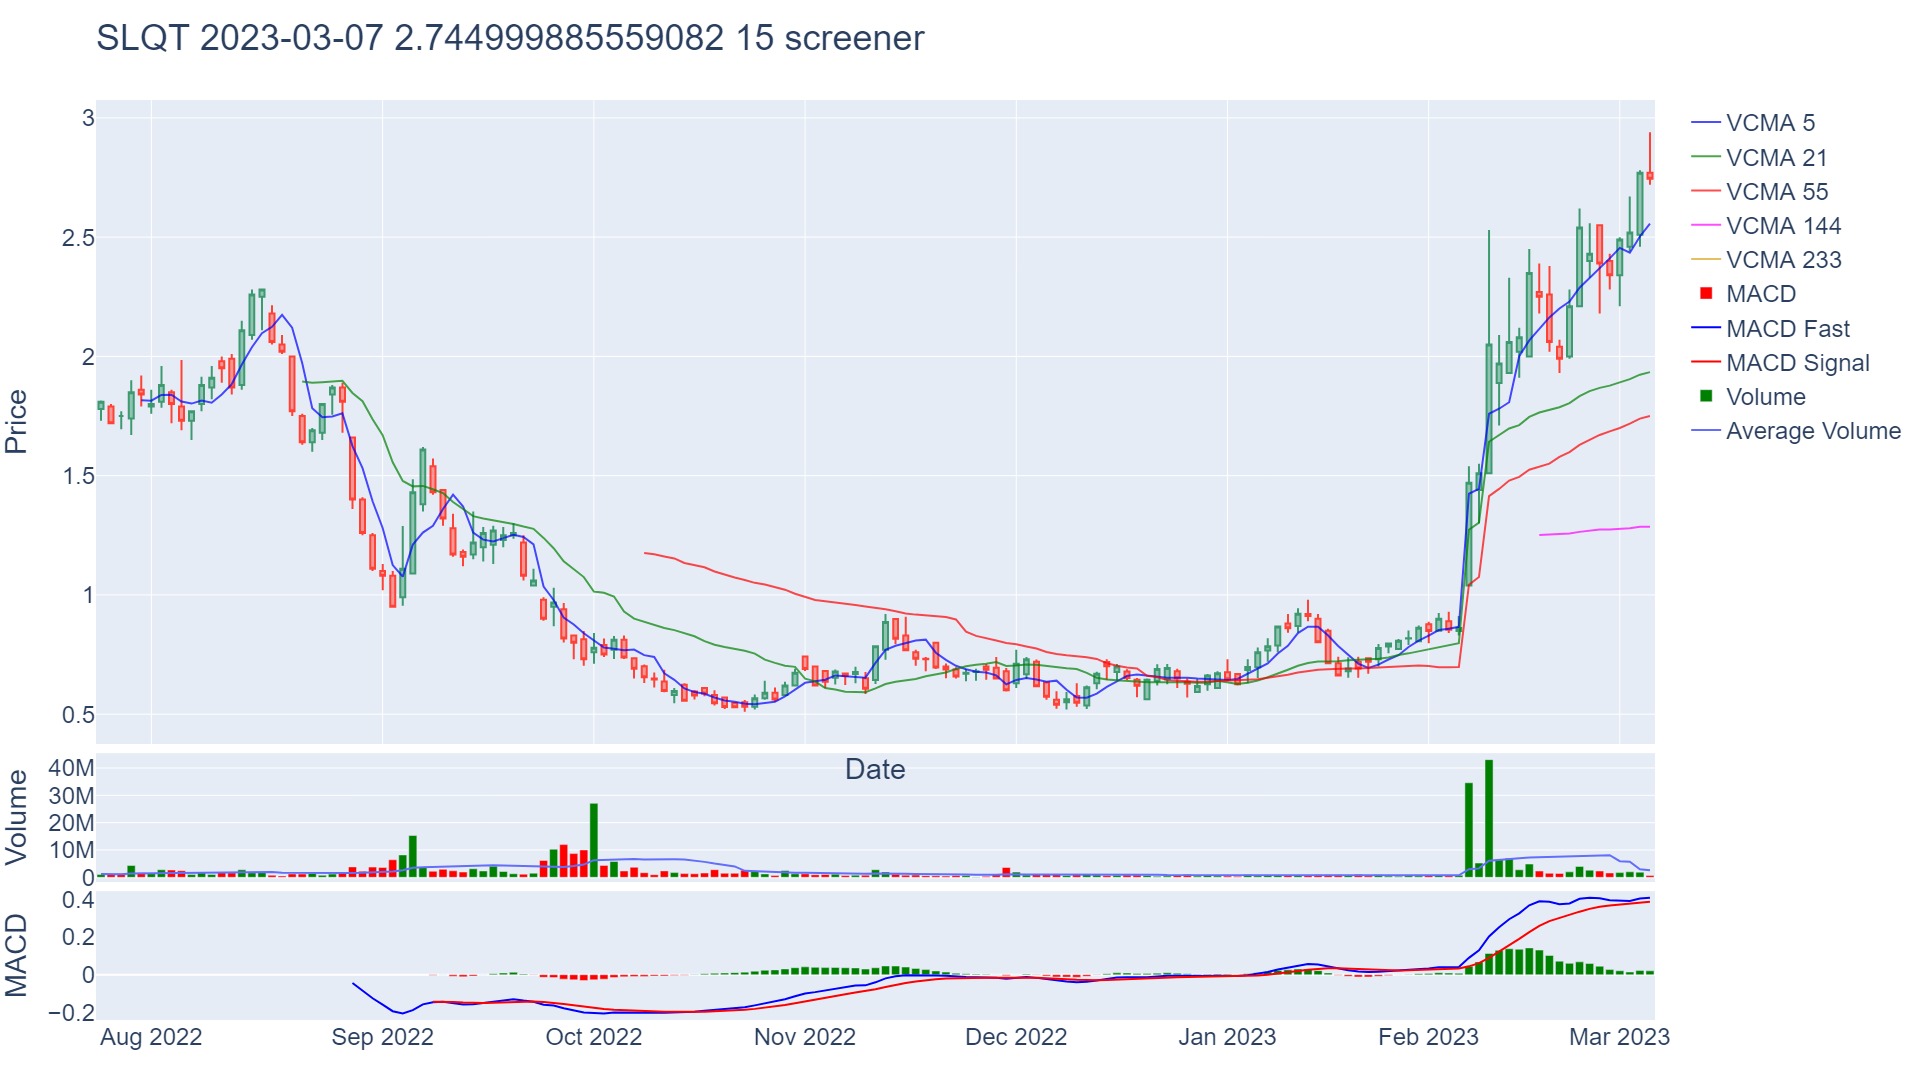 SLQT 2023-03-07 2.744999885559082 15 screener
3
2.5
2
1.5
1
0.5
Price
VCMA 5
VCMA 21
VCMA 55
VCMA 144
VCMA 233
MACD
MACD Fast
MACD Signal
Volume
Average Volume
Date
40M
30M
20M
10M
0
Volume
0.4
0.2
0
−0.2
MACD
Aug 2022
Sep 2022
Oct 2022
Nov 2022
Dec 2022
Jan 2023
Feb 2023
Mar 2023